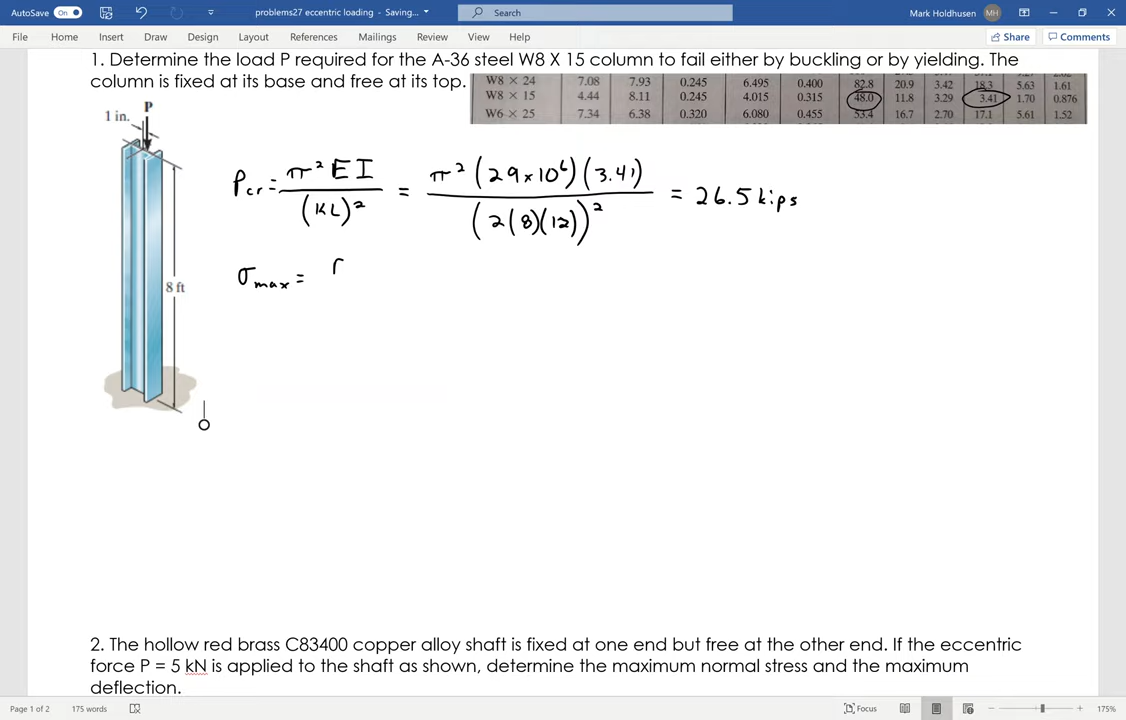 AutoSave On problems27 eccentric loading - Saving... Search Mark Holdhusen MH
File Home Insert Draw Design Layout References Mailings Review View Help Share Comments
1. Determine the load P required for the A-36 steel W8 X 15 column to fail either by buckling or by yielding. The
column is fixed at its base and free at its top.
W8 × 24 7.08 7.93 0.245 6.495 0.400 82.8 20.9 3.42 18.3 5.63 1.61
W8 × 15 4.44 8.11 0.245 4.015 0.315 48.0 11.8 3.29 3.41 1.70 0.876
W6 × 25 7.34 6.38 0.320 6.080 0.455 53.4 16.7 2.70 17.1 5.61 1.52
P
1 in.
8 ft
Pcr = π² E I / (KL)² = π² (29×10⁶)(3.41) / (2(8)(12))² = 26.5 kips
σmax =
2. The hollow red brass C83400 copper alloy shaft is fixed at one end but free at the other end. If the eccentric
force P = 5 kN is applied to the shaft as shown, determine the maximum normal stress and the maximum
deflection.
Page 1 of 2 175 words Focus 175%